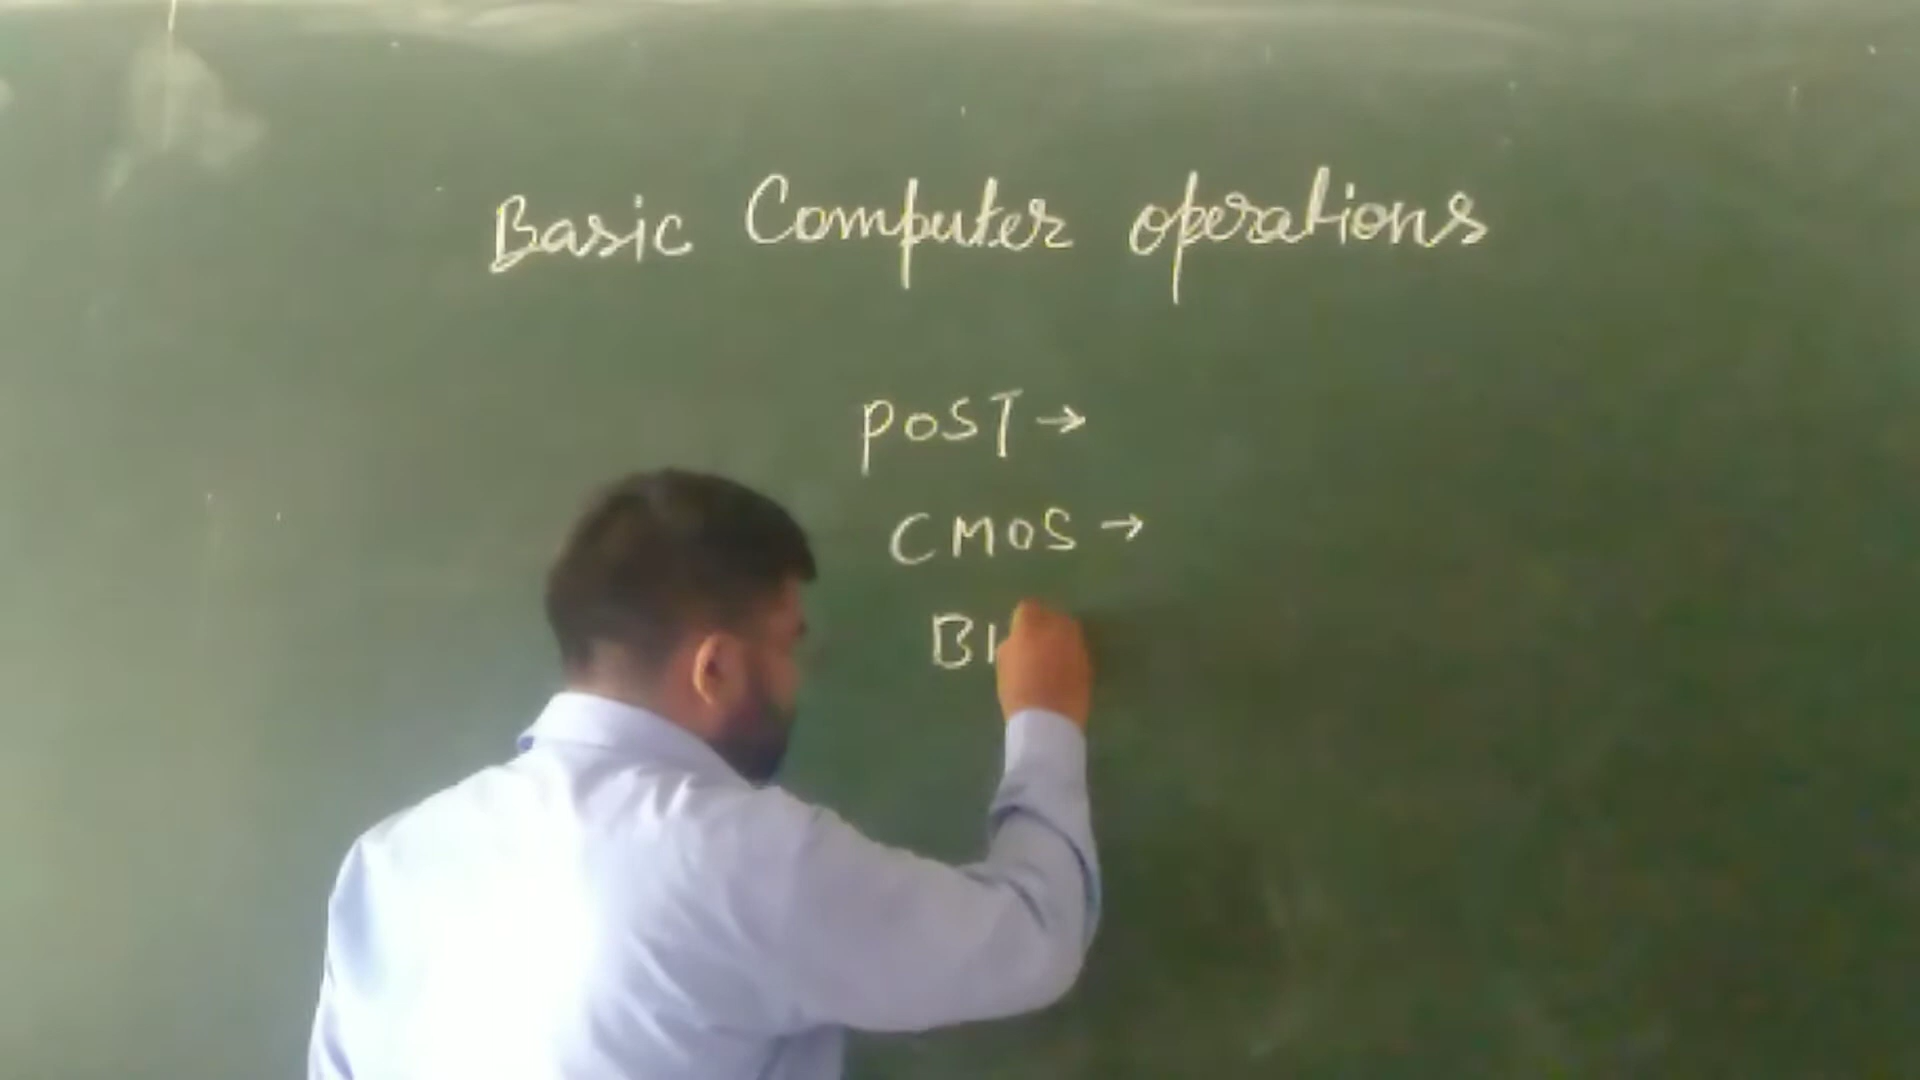 Basic Computer operations
POST →
CMOS →
BI